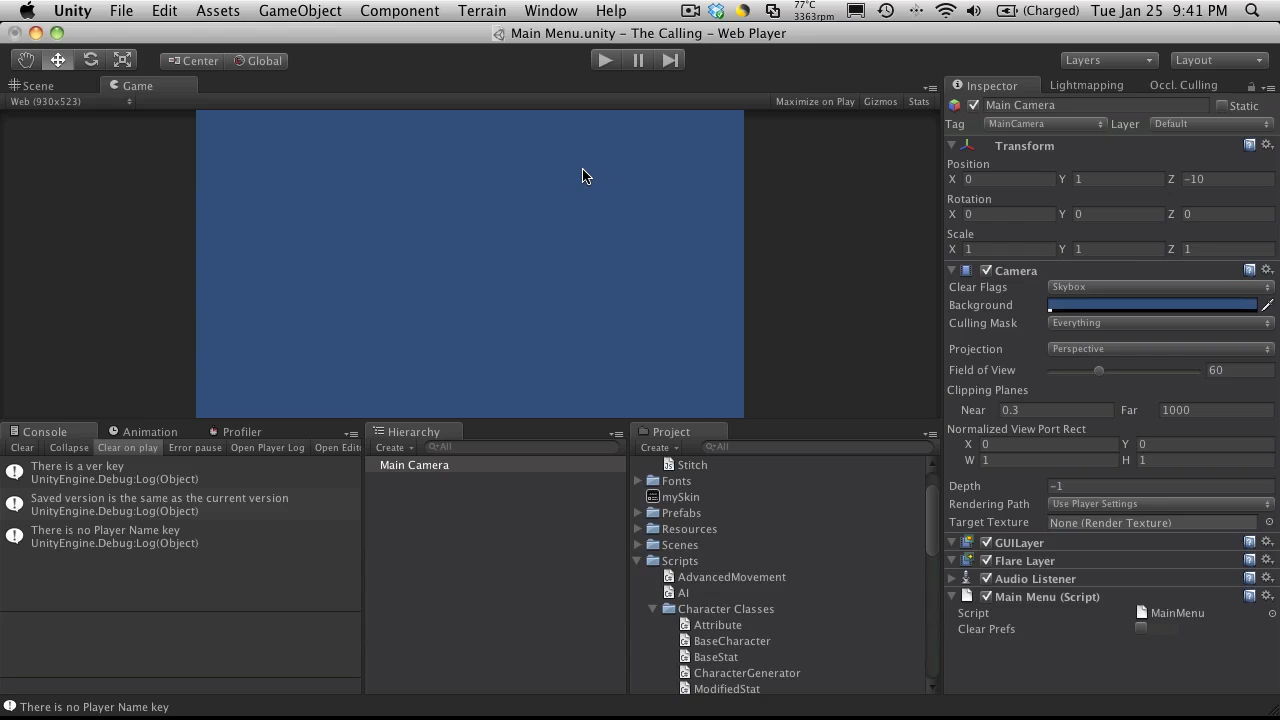 Unity File Edit Assets GameObject Component Terrain Window Help 77°C 3363rpm (Charged) Tue Jan 25 9:41 PM
Main Menu.unity – The Calling – Web Player
Center Global Layers Layout
Scene Game
Web (930x523) Maximize on Play Gizmos Stats
Inspector Lightmapping Occl. Culling
Main Camera Static
Tag MainCamera Layer Default
Transform
Position
X 0 Y 1 Z -10
Rotation
X 0 Y 0 Z 0
Scale
X 1 Y 1 Z 1
Camera
Clear Flags Skybox
Background
Culling Mask Everything
Projection Perspective
Field of View 60
Clipping Planes
Near 0.3 Far 1000
Normalized View Port Rect
X 0 Y 0
W 1 H 1
Depth -1
Rendering Path Use Player Settings
Target Texture None (Render Texture)
GUILayer
Flare Layer
Audio Listener
Main Menu (Script)
Script MainMenu
Clear Prefs
Console Animation Profiler
Clear Collapse Clear on play Error pause Open Player Log Open Edit
There is a ver key
UnityEngine.Debug:Log(Object)
Saved version is the same as the current version
UnityEngine.Debug:Log(Object)
There is no Player Name key
UnityEngine.Debug:Log(Object)
Hierarchy
Create All
Main Camera
Project
Create All
Stitch
Fonts
mySkin
Prefabs
Resources
Scenes
Scripts
AdvancedMovement
AI
Character Classes
Attribute
BaseCharacter
BaseStat
CharacterGenerator
ModifiedStat
There is no Player Name key